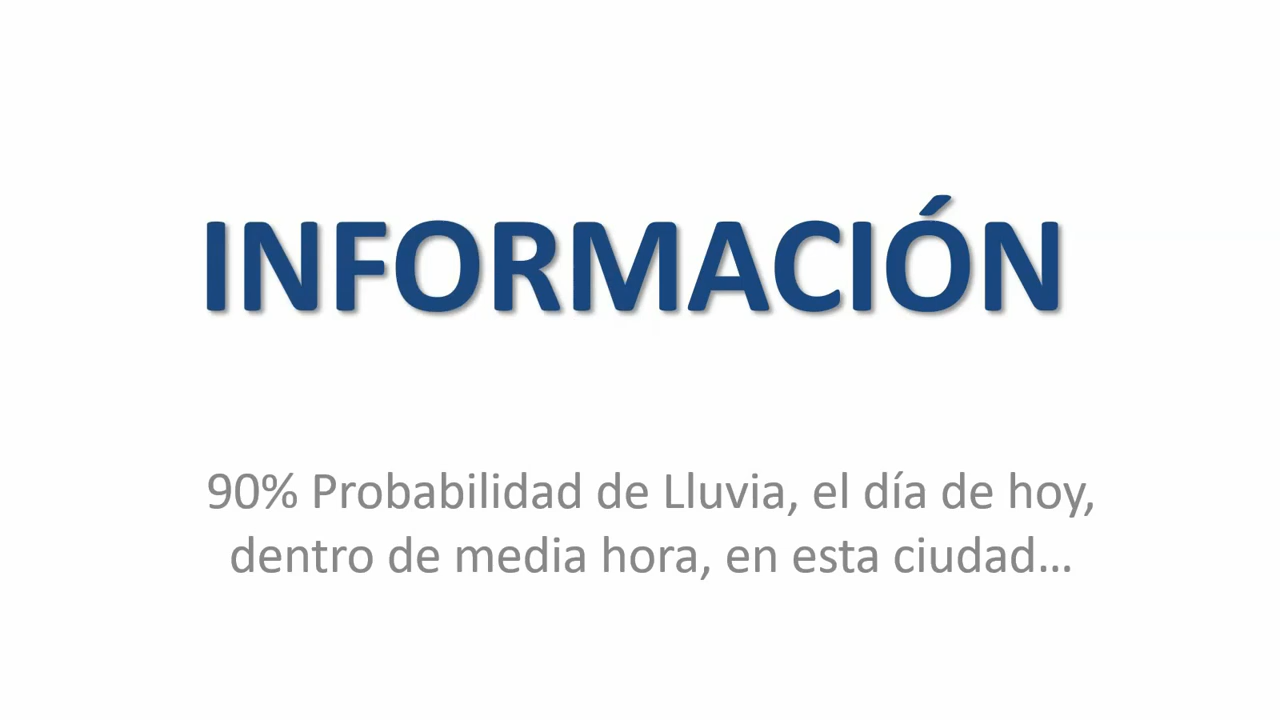 INFORMACIÓN
90% Probabilidad de Lluvia, el día de hoy,
dentro de media hora, en esta ciudad...